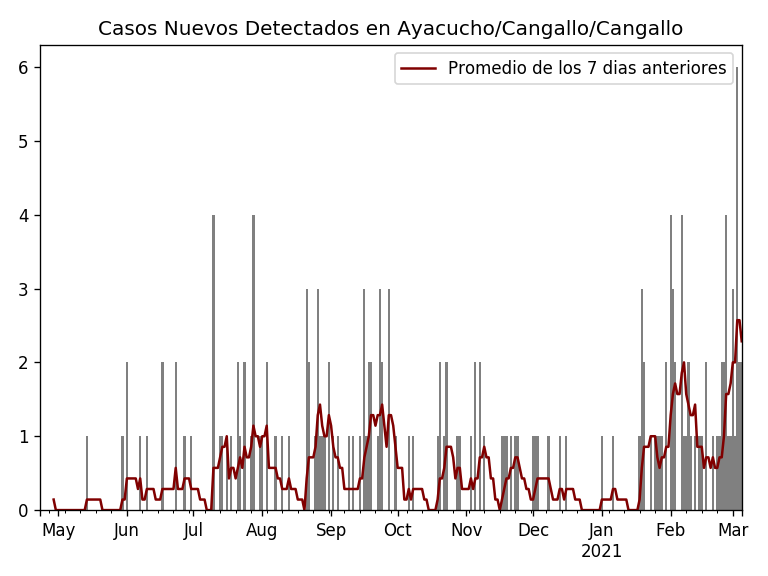 Casos Nuevos Detectados en Ayacucho/Cangallo/Cangallo
Promedio de los 7 dias anteriores
6
5
4
3
2
1
0
May Jun Jul Aug Sep Oct Nov Dec Jan Feb Mar
2021